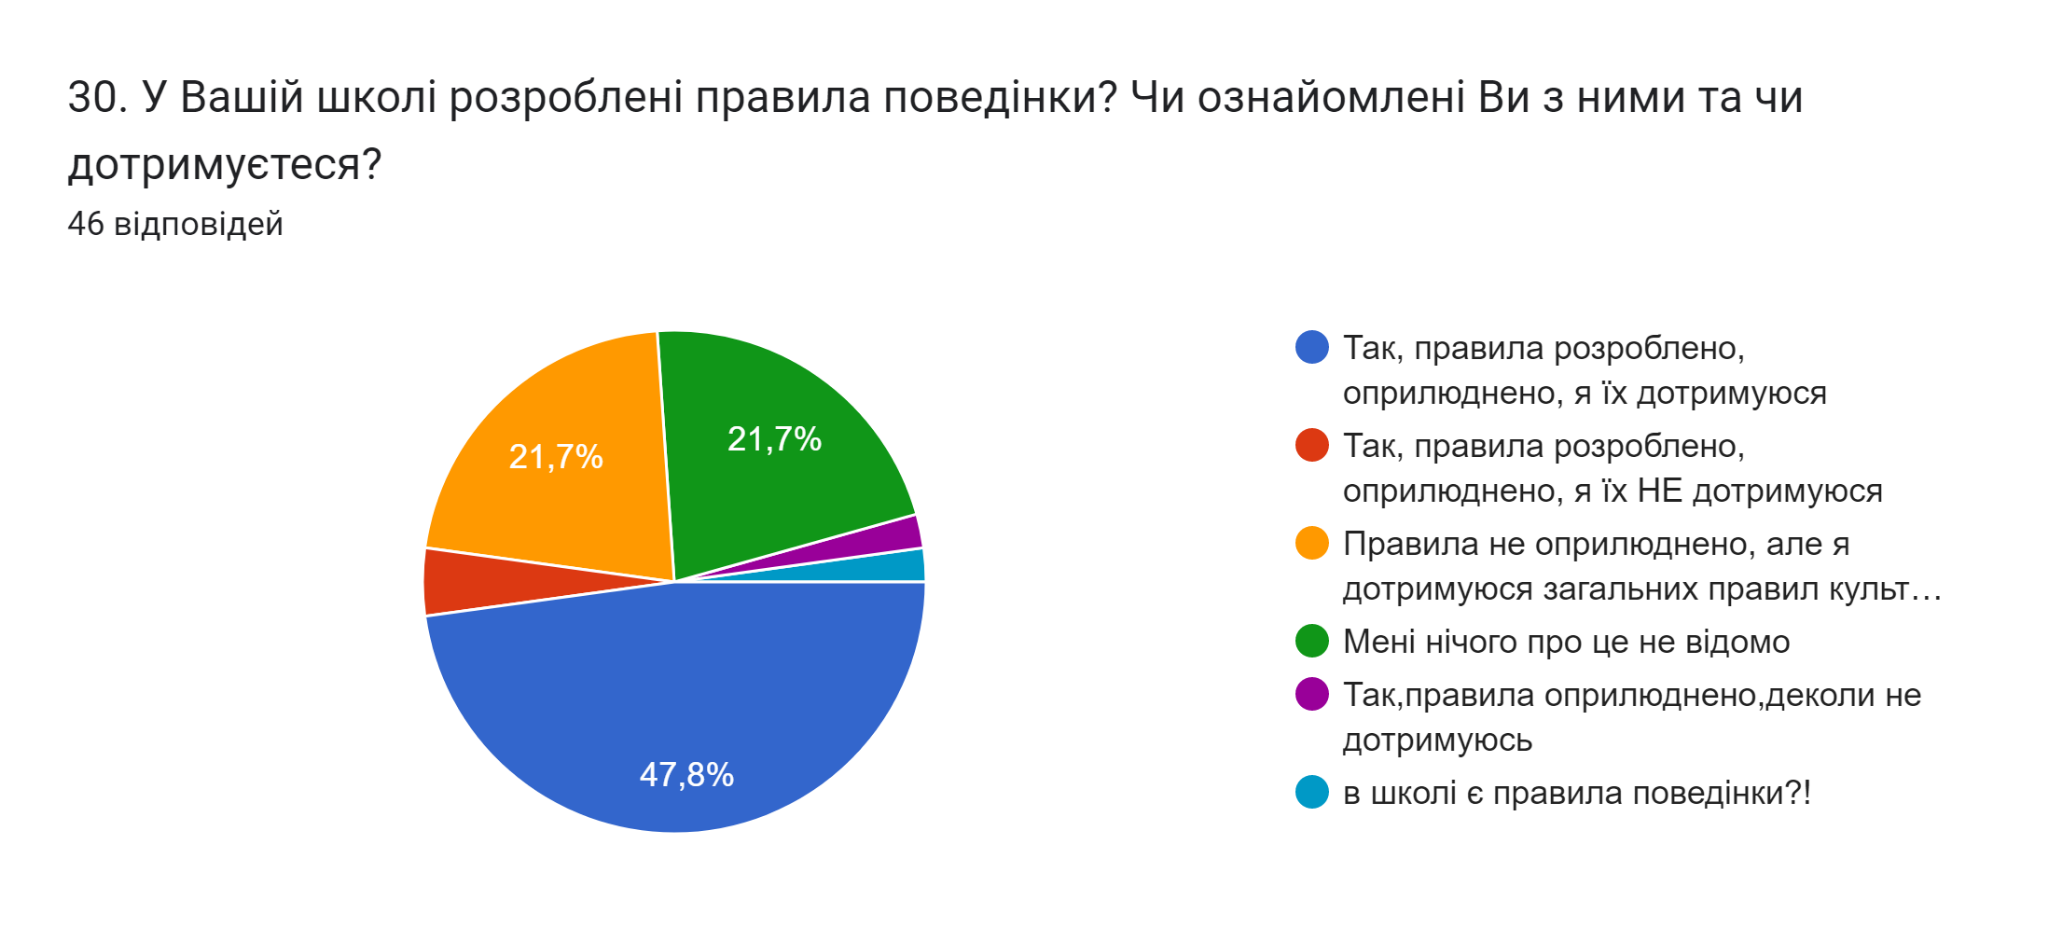 30. У Вашій школі розроблені правила поведінки? Чи ознайомлені Ви з ними та чи
дотримуєтеся?
46 відповідей
21,7%
21,7%
47,8%
Так, правила розроблено,
оприлюднено, я їх дотримуюся
Так, правила розроблено,
оприлюднено, я їх НЕ дотримуюся
Правила не оприлюднено, але я
дотримуюся загальних правил культ…
Мені нічого про це не відомо
Так,правила оприлюднено,деколи не
дотримуюсь
в школі є правила поведінки?!